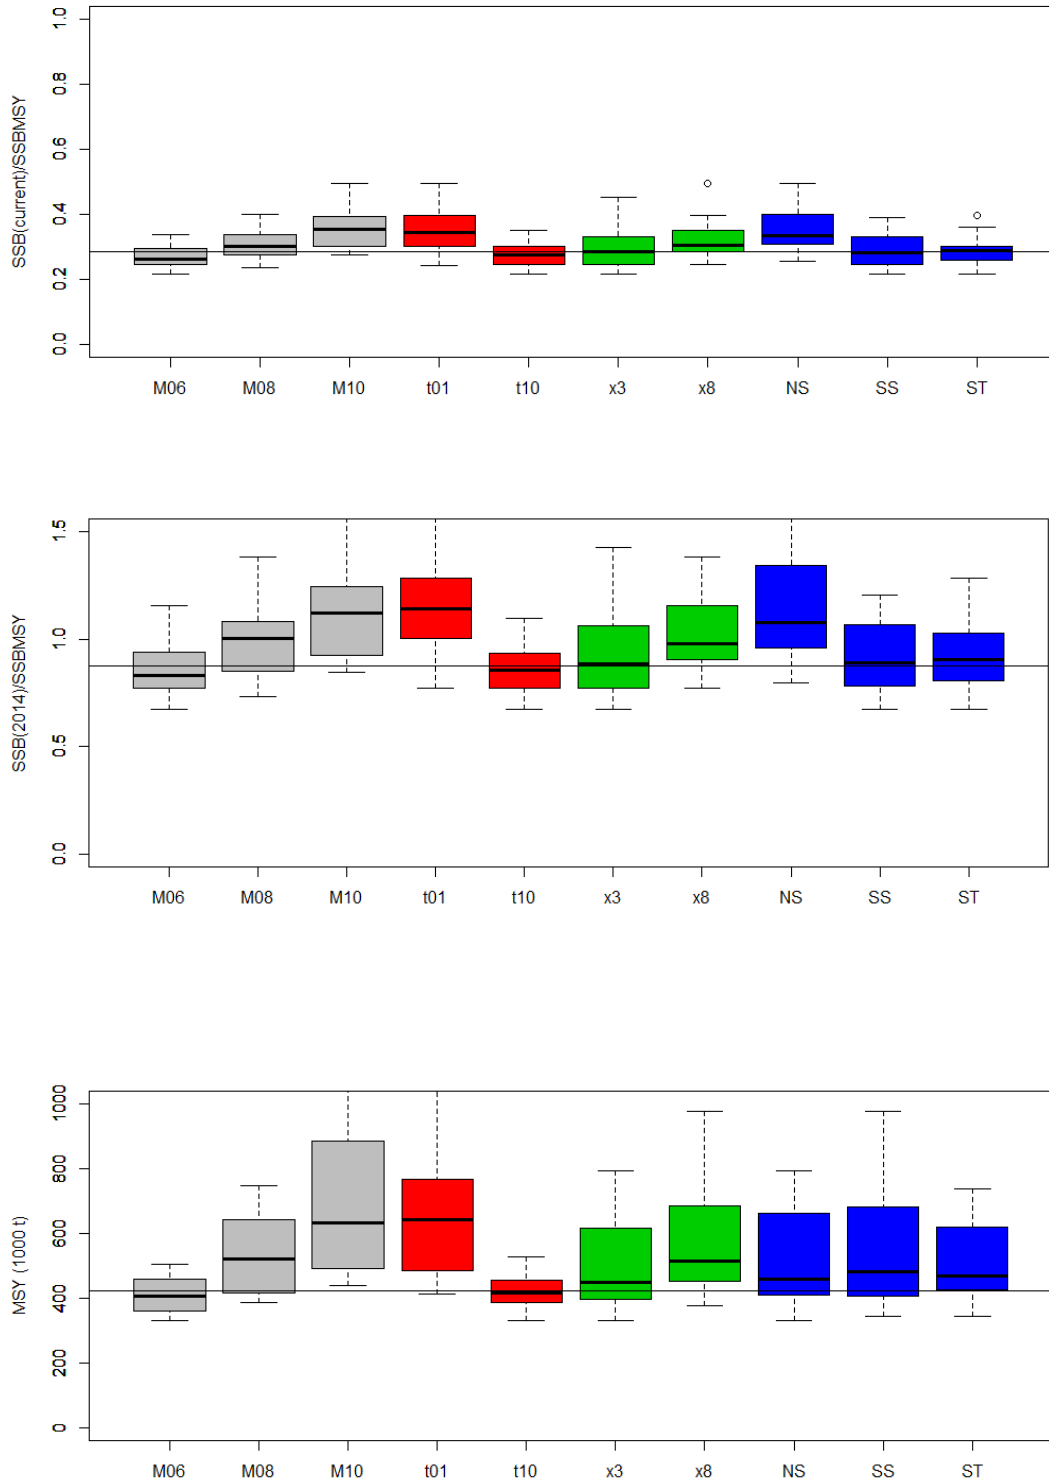 SSB(current)/SSBMSY
1.0
0.8
0.6
0.4
0.2
0.0
M06 M08 M10 t01 t10 x3 x8 NS SS ST
SSB(2014)/SSBMSY
1.5
1.0
0.5
0.0
M06 M08 M10 t01 t10 x3 x8 NS SS ST
MSY (1000 t)
1000
800
600
400
200
0
M06 M08 M10 t01 t10 x3 x8 NS SS ST